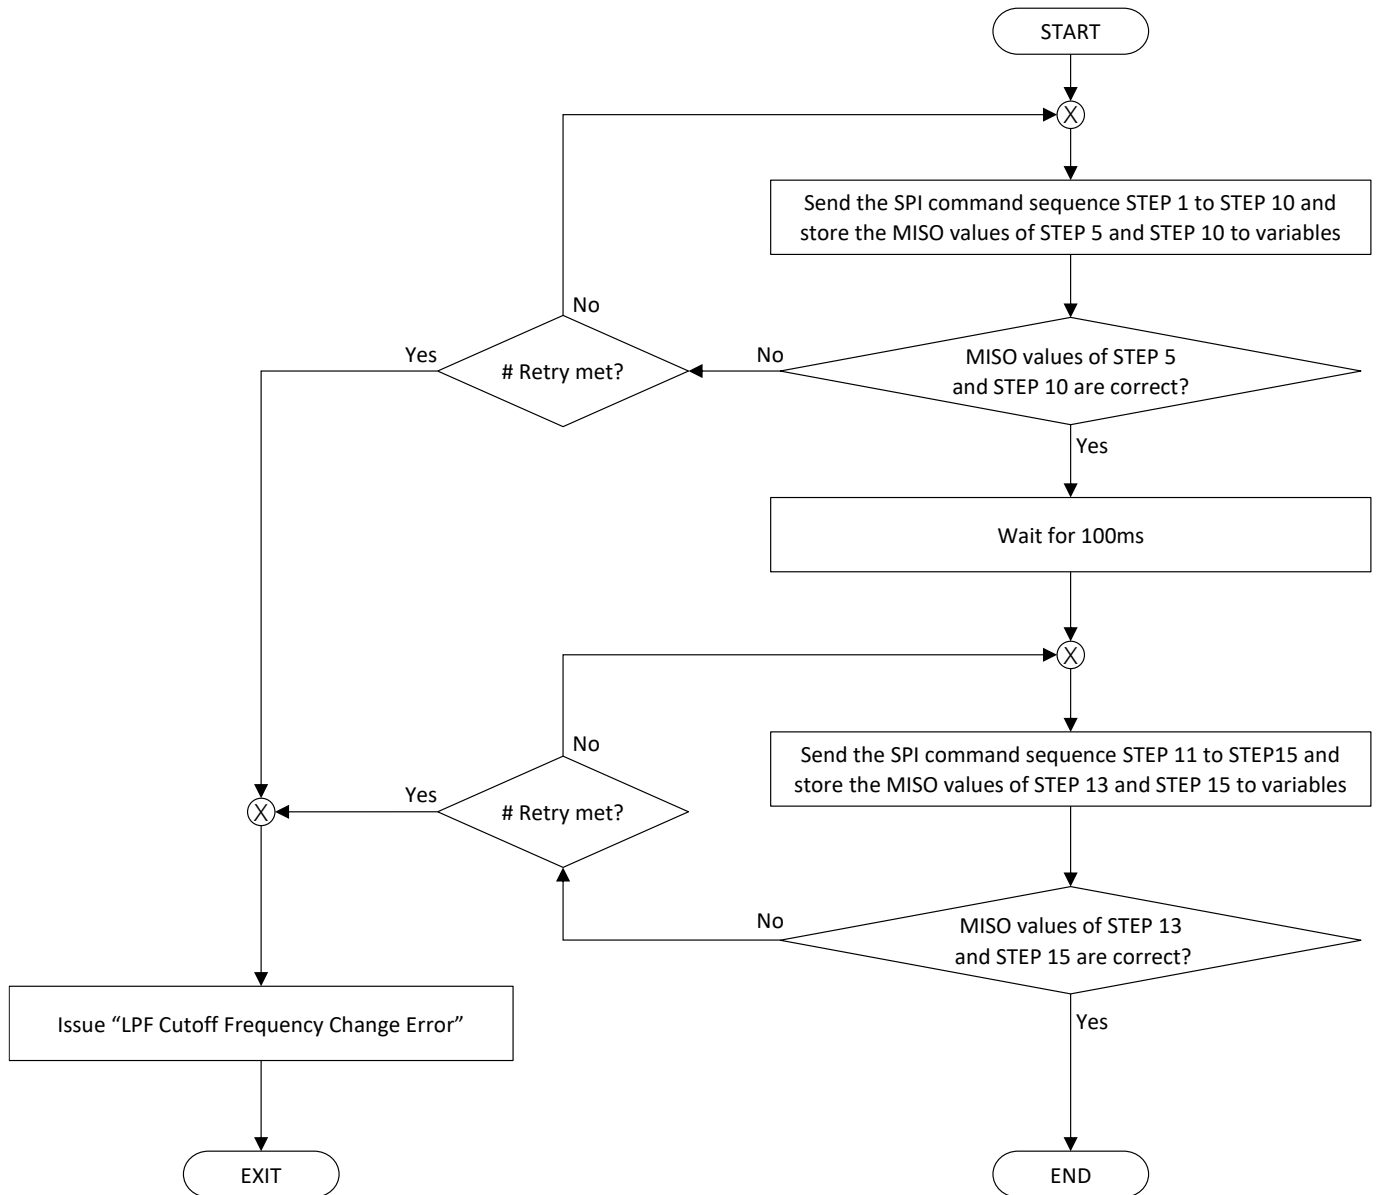 START
X
Send the SPI command sequence STEP 1 to STEP 10 and
store the MISO values of STEP 5 and STEP 10 to variables
No
Yes
# Retry met?
No
MISO values of STEP 5
and STEP 10 are correct?
Yes
Wait for 100ms
X
No
Send the SPI command sequence STEP 11 to STEP15 and
store the MISO values of STEP 13 and STEP 15 to variables
X
Yes
# Retry met?
No
MISO values of STEP 13
and STEP 15 are correct?
Yes
Issue “LPF Cutoff Frequency Change Error”
EXIT
END